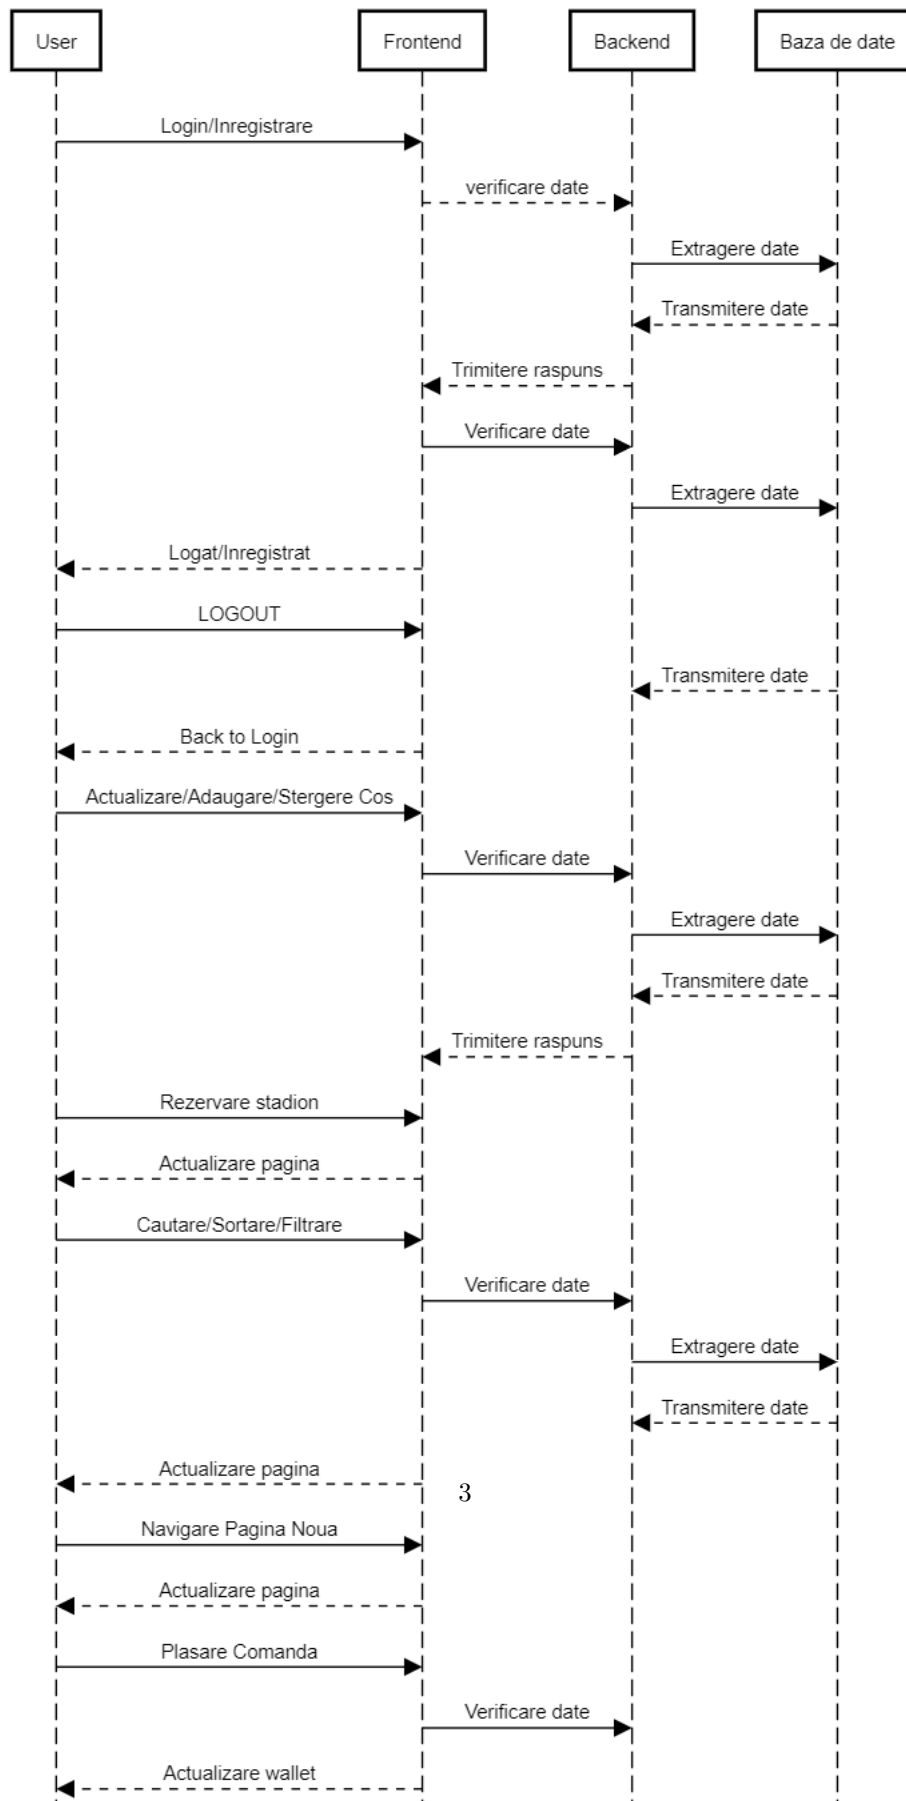 User
Frontend
Backend
Baza de date
Login/Inregistrare
verificare date
Extragere date
Transmitere date
Trimitere raspuns
Verificare date
Extragere date
Logat/Inregistrat
LOGOUT
Transmitere date
Back to Login
Actualizare/Adaugare/Stergere Cos
Verificare date
Extragere date
Transmitere date
Trimitere raspuns
Rezervare stadion
Actualizare pagina
Cautare/Sortare/Filtrare
Verificare date
Extragere date
Transmitere date
Actualizare pagina
3
Navigare Pagina Noua
Actualizare pagina
Plasare Comanda
Verificare date
Actualizare wallet